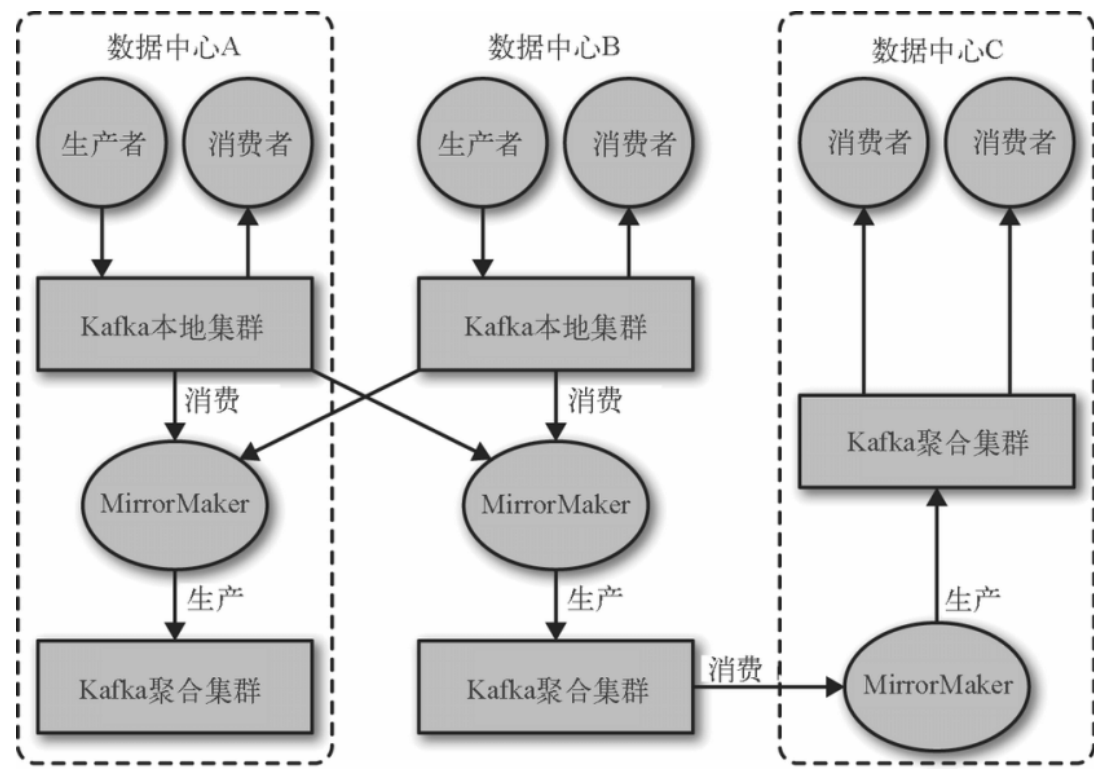 数据中心A
数据中心B
数据中心C
生产者
消费者
生产者
消费者
消费者
消费者
Kafka本地集群
Kafka本地集群
消费
消费
Kafka聚合集群
MirrorMaker
MirrorMaker
生产
生产
生产
Kafka聚合集群
Kafka聚合集群
消费
MirrorMaker